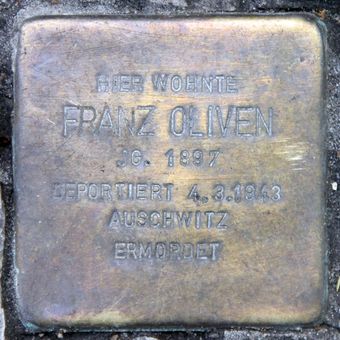 HIER WOHNTE
FRANZ OLIVEN
JG. 1897
DEPORTIERT 4.3.1943
AUSCHWITZ
ERMORDET